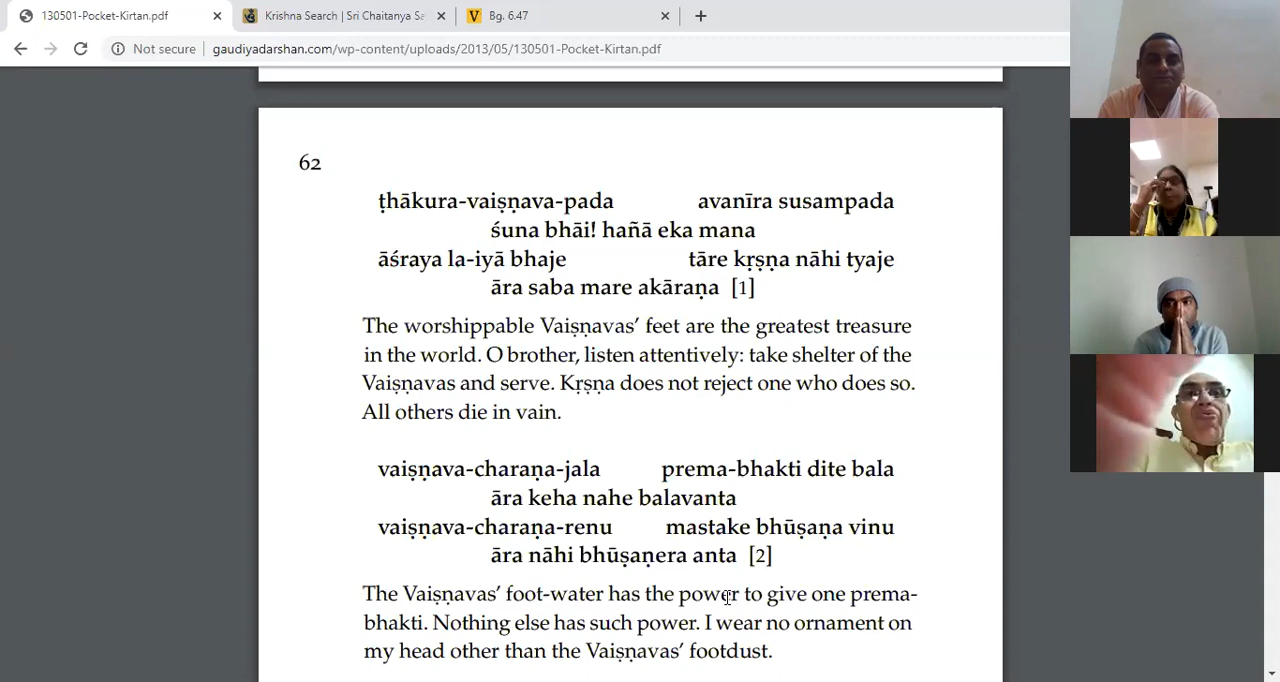 130501-Pocket-Kirtan.pdf
Krishna Search | Sri Chaitanya Sa
Bg. 6.47
Not secure | gaudiyadarshan.com/wp-content/uploads/2013/05/130501-Pocket-Kirtan.pdf
62
ṭhākura-vaiṣṇava-pada avanīra susampada
śuna bhāi! hañā eka mana
āśraya la-iyā bhaje tāre kṛṣṇa nāhi tyaje
āra saba mare akāraṇa [1]
The worshippable Vaiṣṇavas' feet are the greatest treasure
in the world. O brother, listen attentively: take shelter of the
Vaiṣṇavas and serve. Kṛṣṇa does not reject one who does so.
All others die in vain.
vaiṣṇava-charaṇa-jala prema-bhakti dite bala
āra keha nahe balavanta
vaiṣṇava-charaṇa-renu mastake bhūṣaṇa vinu
āra nāhi bhūṣaṇera anta [2]
The Vaiṣṇavas' foot-water has the power to give one prema-
bhakti. Nothing else has such power. I wear no ornament on
my head other than the Vaiṣṇavas' footdust.